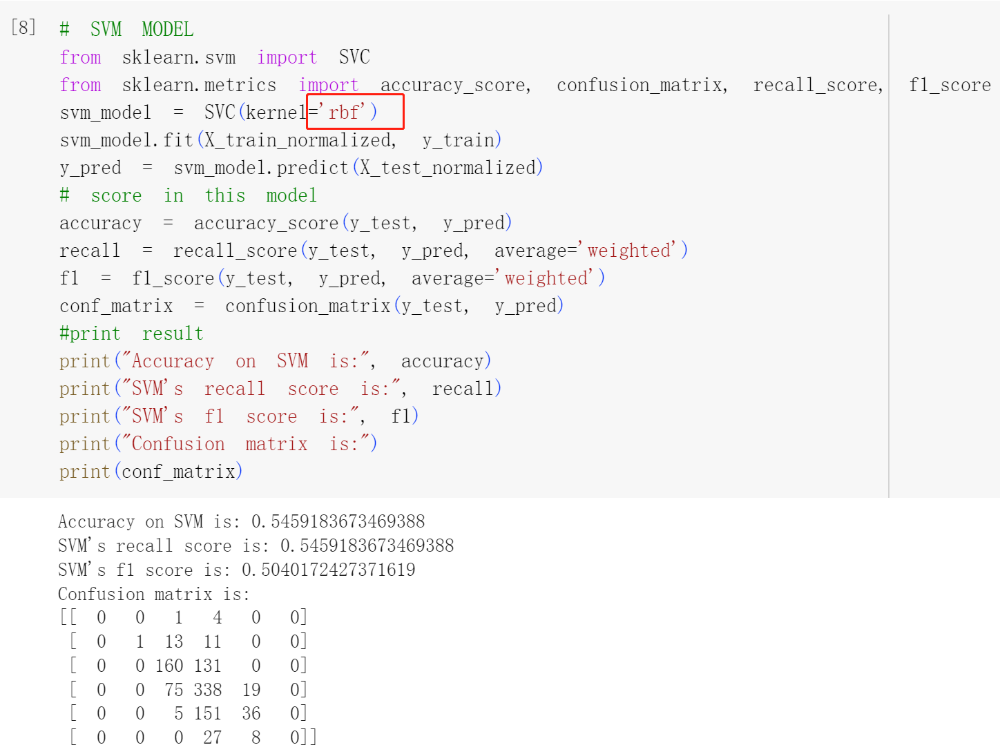 [8] # SVM MODEL
from sklearn.svm import SVC
from sklearn.metrics import accuracy_score, confusion_matrix, recall_score, f1_score
svm_model = SVC(kernel='rbf')
svm_model.fit(X_train_normalized, y_train)
y_pred = svm_model.predict(X_test_normalized)
# score in this model
accuracy = accuracy_score(y_test, y_pred)
recall = recall_score(y_test, y_pred, average='weighted')
f1 = f1_score(y_test, y_pred, average='weighted')
conf_matrix = confusion_matrix(y_test, y_pred)
#print result
print("Accuracy on SVM is:", accuracy)
print("SVM's recall score is:", recall)
print("SVM's f1 score is:", f1)
print("Confusion matrix is:")
print(conf_matrix)
Accuracy on SVM is: 0.5459183673469388
SVM's recall score is: 0.5459183673469388
SVM's f1 score is: 0.5040172427371619
Confusion matrix is:
[[ 0 0 1 4 0 0]
[ 0 1 13 11 0 0]
[ 0 0 160 131 0 0]
[ 0 0 75 338 19 0]
[ 0 0 5 151 36 0]
[ 0 0 0 27 8 0]]